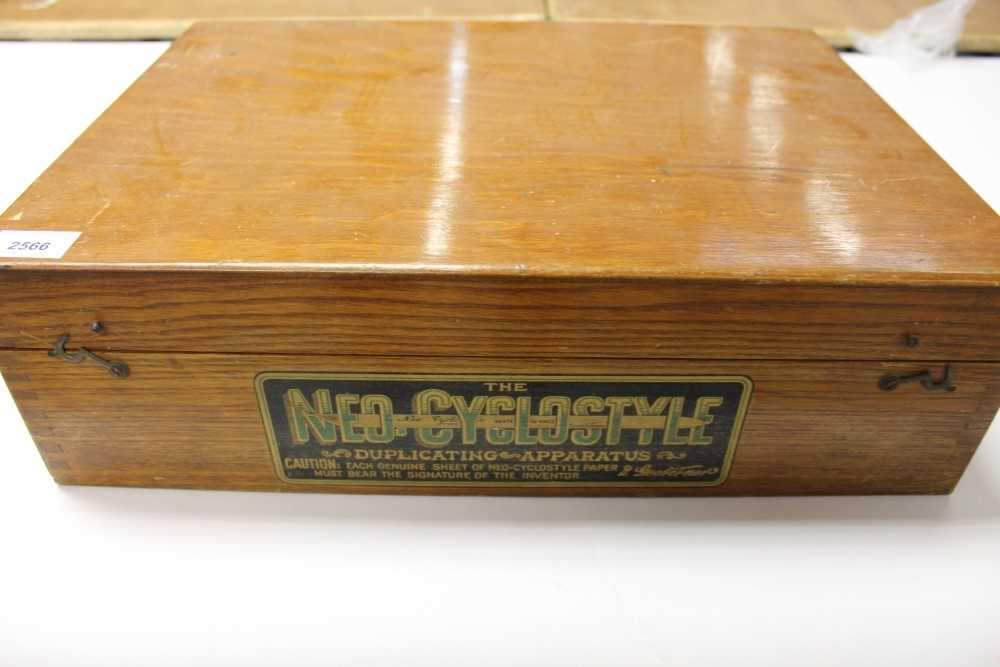 2566
THE
NEO-CYCLOSTYLE
DUPLICATING APPARATUS
CAUTION: EACH GENUINE SHEET OF NEO-CYCLOSTYLE PAPER
MUST BEAR THE SIGNATURE OF THE INVENTOR